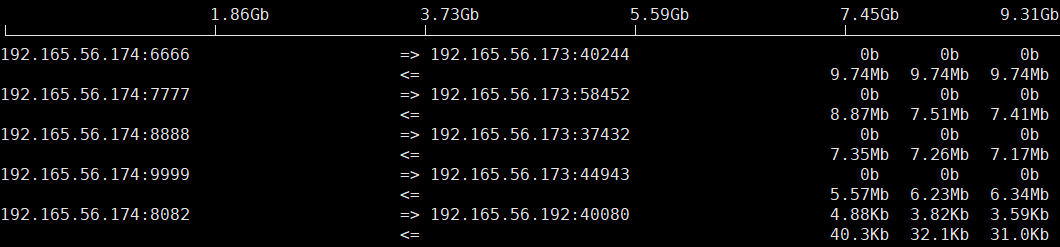 1.86Gb 3.73Gb 5.59Gb 7.45Gb 9.31Gb
192.165.56.174:6666 => 192.165.56.173:40244 0b 0b 0b
<= 9.74Mb 9.74Mb 9.74Mb
192.165.56.174:7777 => 192.165.56.173:58452 0b 0b 0b
<= 8.87Mb 7.51Mb 7.41Mb
192.165.56.174:8888 => 192.165.56.173:37432 0b 0b 0b
<= 7.35Mb 7.26Mb 7.17Mb
192.165.56.174:9999 => 192.165.56.173:44943 0b 0b 0b
<= 5.57Mb 6.23Mb 6.34Mb
192.165.56.174:8082 => 192.165.56.192:40080 4.88Kb 3.82Kb 3.59Kb
<= 40.3Kb 32.1Kb 31.0Kb